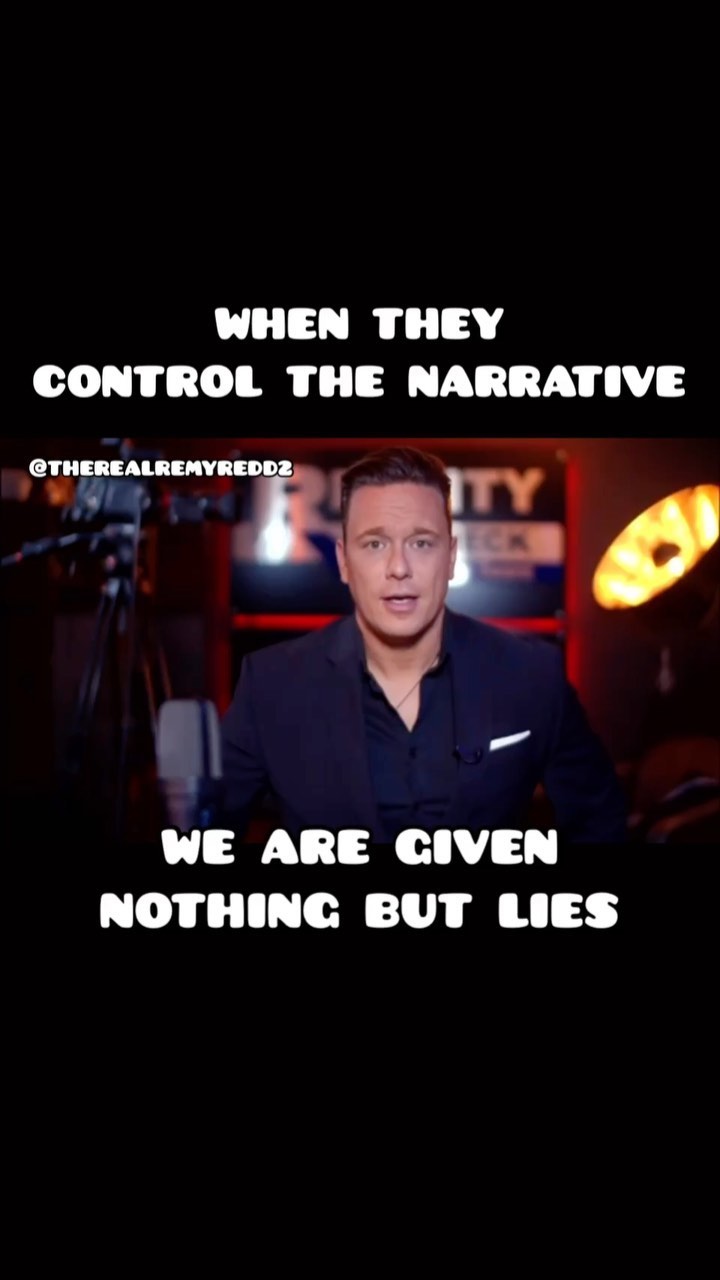 WHEN THEY
CONTROL THE NARRATIVE
@THEREALREMYREDD2
WE ARE GIVEN
NOTHING BUT LIES